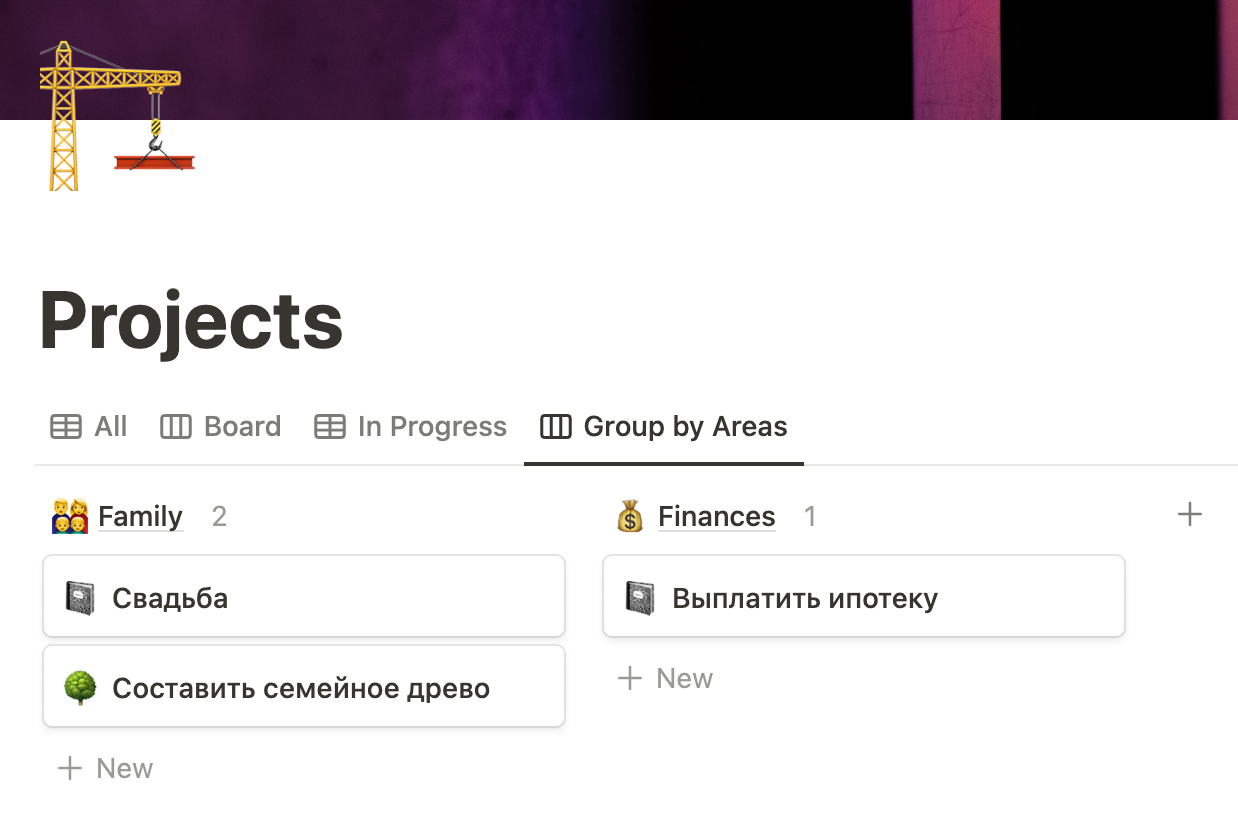 Projects
All Board In Progress Group by Areas
Family 2
Свадьба
Составить семейное древо
New
Finances 1
Выплатить ипотеку
New